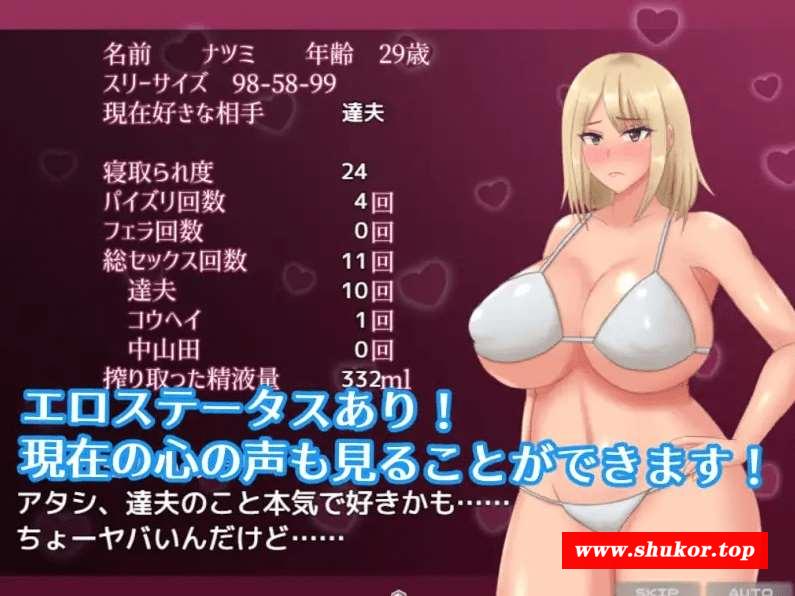 名前 ナツミ 年齢 29歳
スリーサイズ 98-58-99
現在好きな相手 達夫
寝取られ度 24
パイズリ回数 4回
フェラ回数 0回
総セックス回数 11回
達夫 10回
コウヘイ 1回
中山田 0回
搾り取った精液量 332ml
エロステータスあり！
現在の心の声も見ることができます！
アタシ、達夫のこと本気で好きかも……
ちょーヤバいんだけど……
www.shukor.top
SKIP AUTO